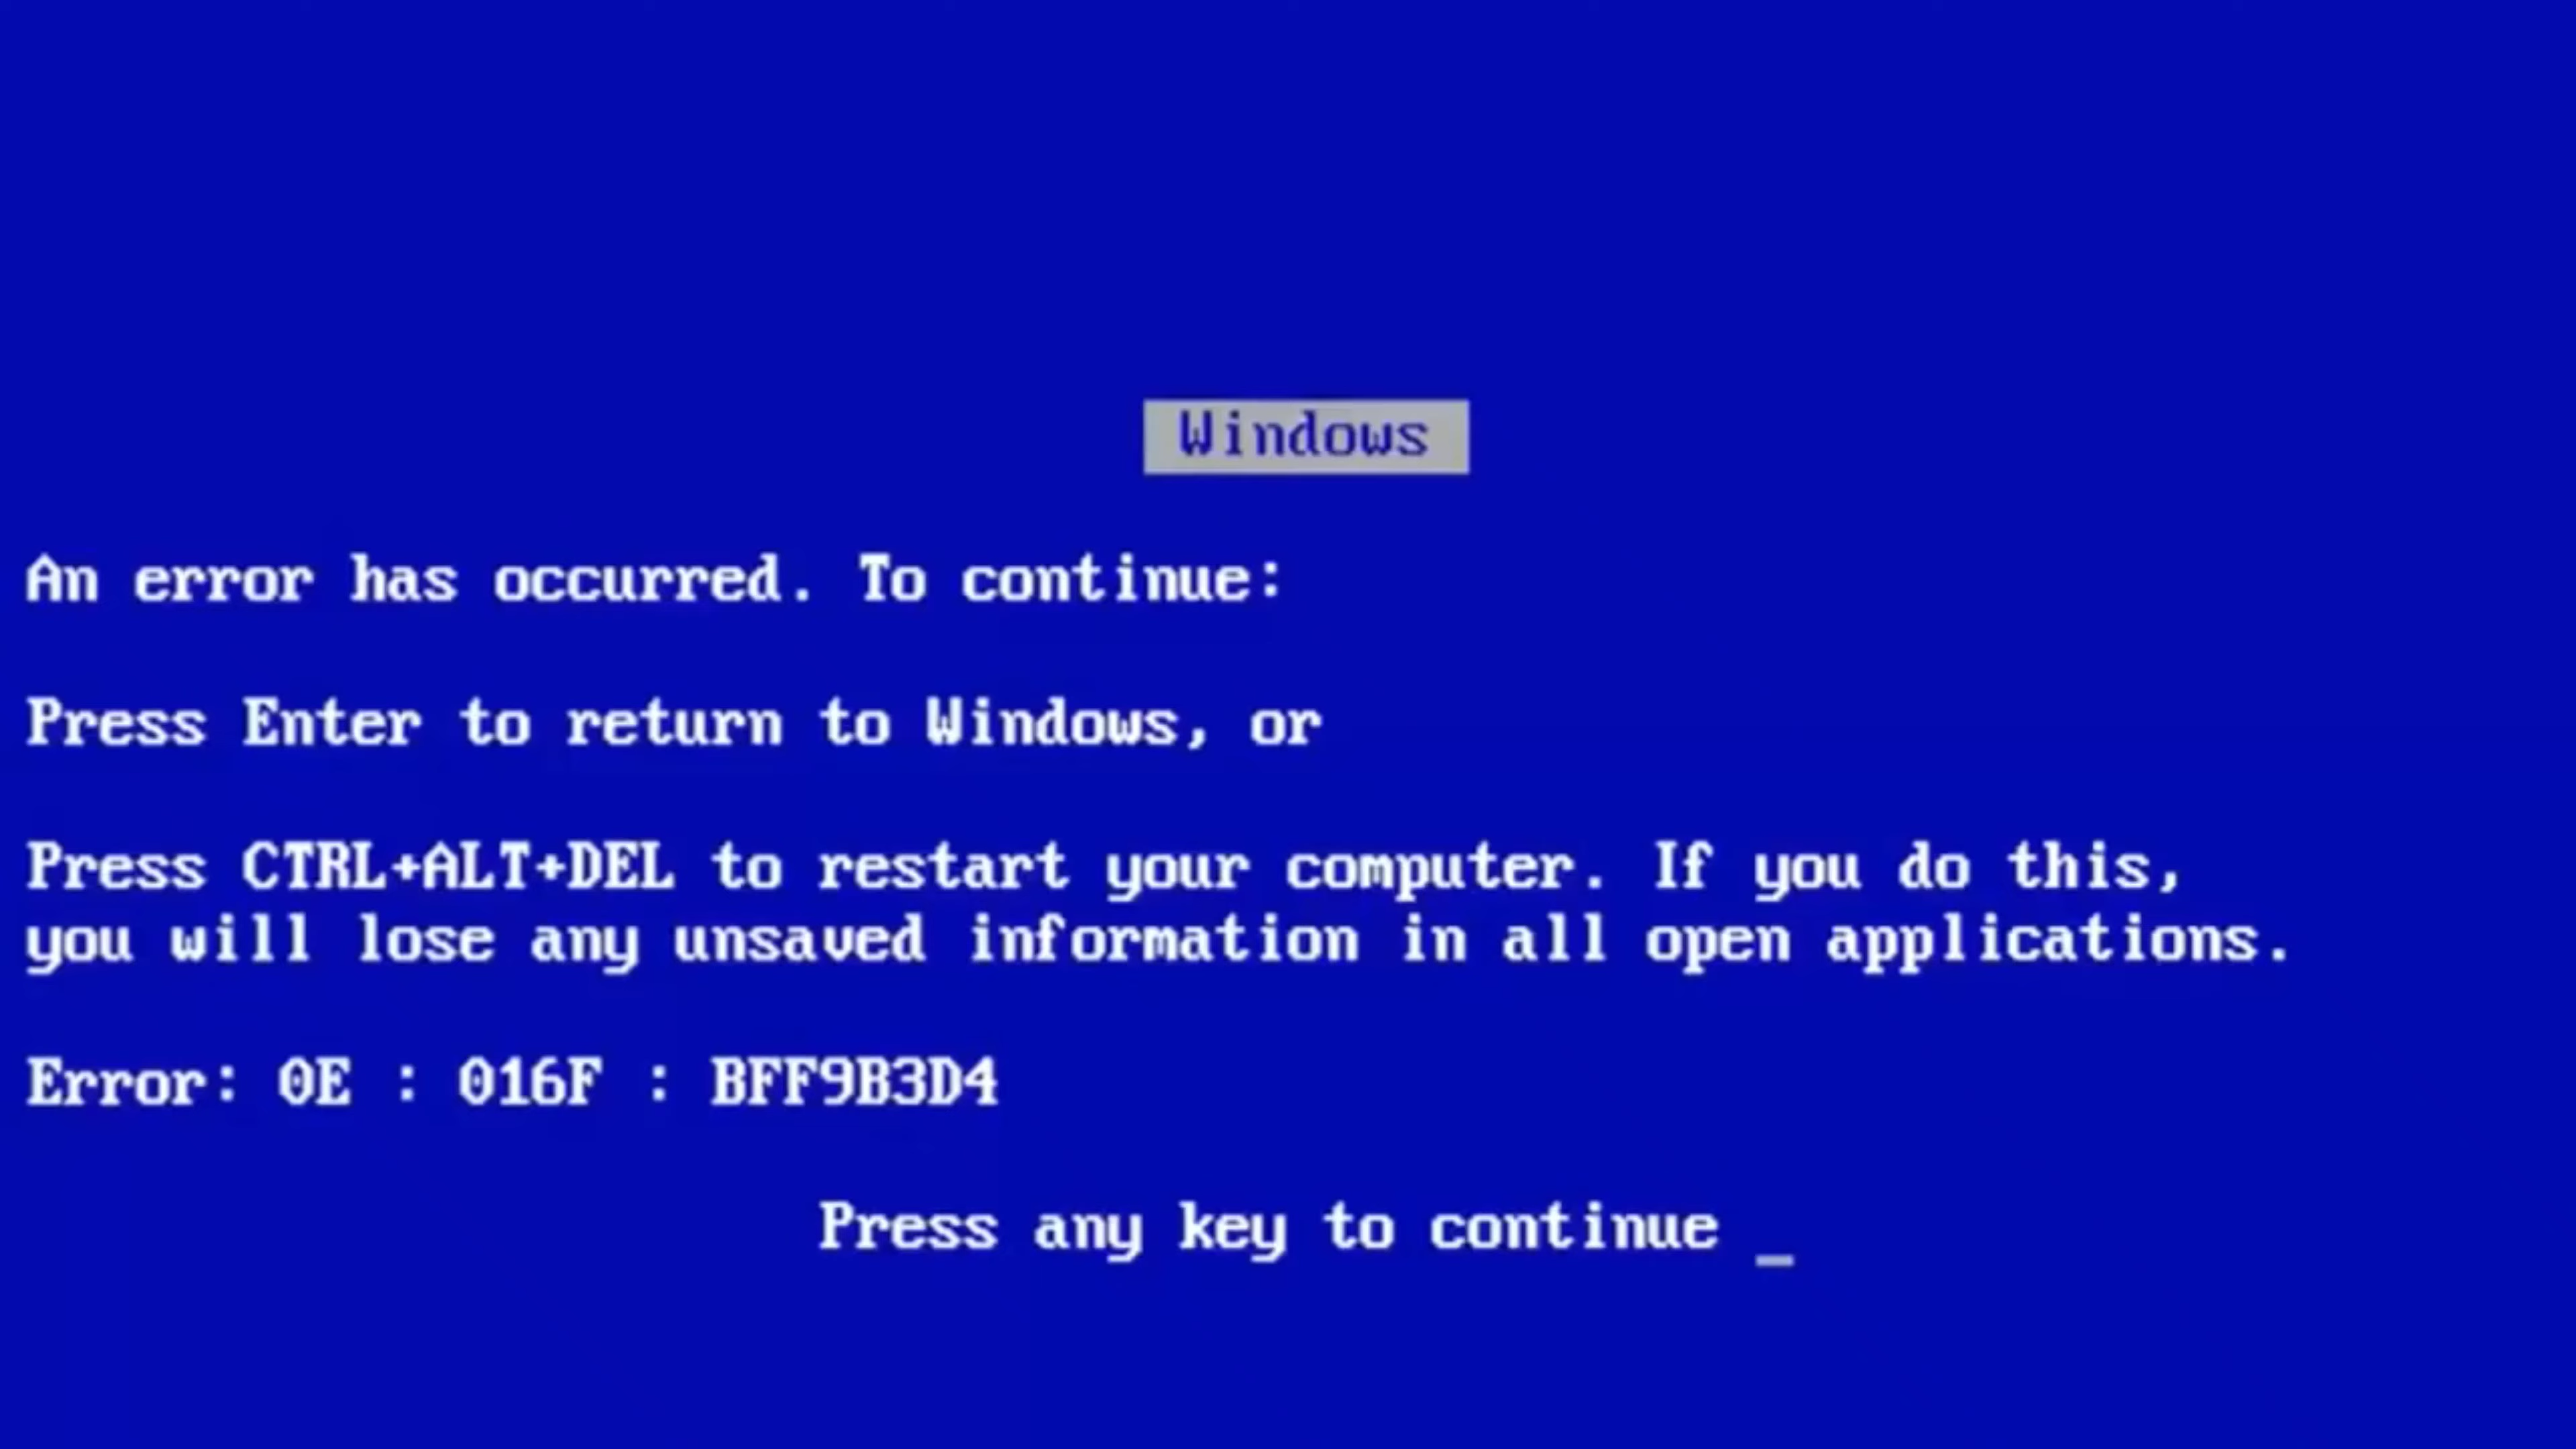 Windows
An error has occurred. To continue:
Press Enter to return to Windows, or
Press CTRL+ALT+DEL to restart your computer. If you do this,
you will lose any unsaved information in all open applications.
Error: 0E : 016F : BFF9B3D4
Press any key to continue _